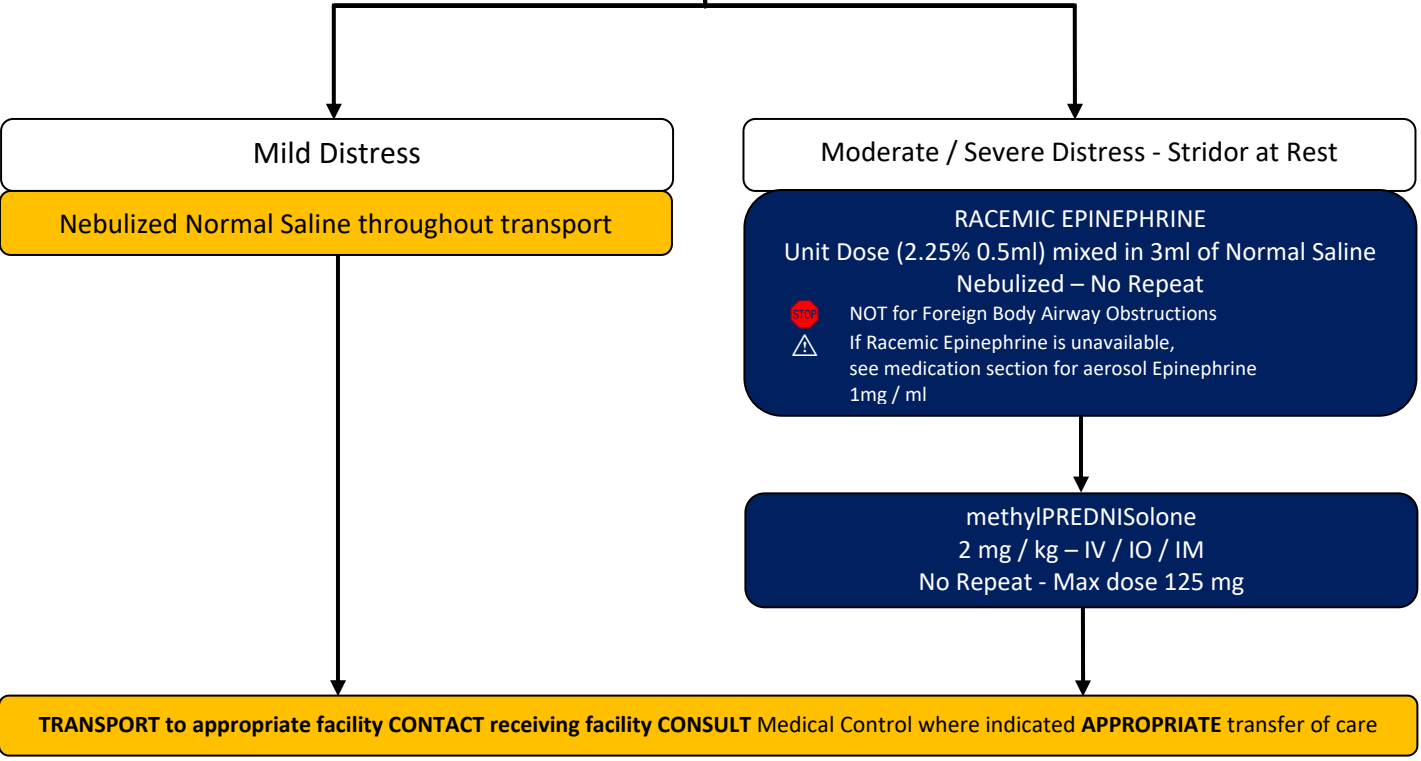 Mild Distress
Nebulized Normal Saline throughout transport
Moderate / Severe Distress - Stridor at Rest
RACEMIC EPINEPHRINE
Unit Dose (2.25% 0.5ml) mixed in 3ml of Normal Saline
Nebulized – No Repeat
STOP
NOT for Foreign Body Airway Obstructions
If Racemic Epinephrine is unavailable,
see medication section for aerosol Epinephrine
1mg / ml
methylPREDNISolone
2 mg / kg – IV / IO / IM
No Repeat - Max dose 125 mg
TRANSPORT to appropriate facility CONTACT receiving facility CONSULT Medical Control where indicated APPROPRIATE transfer of care